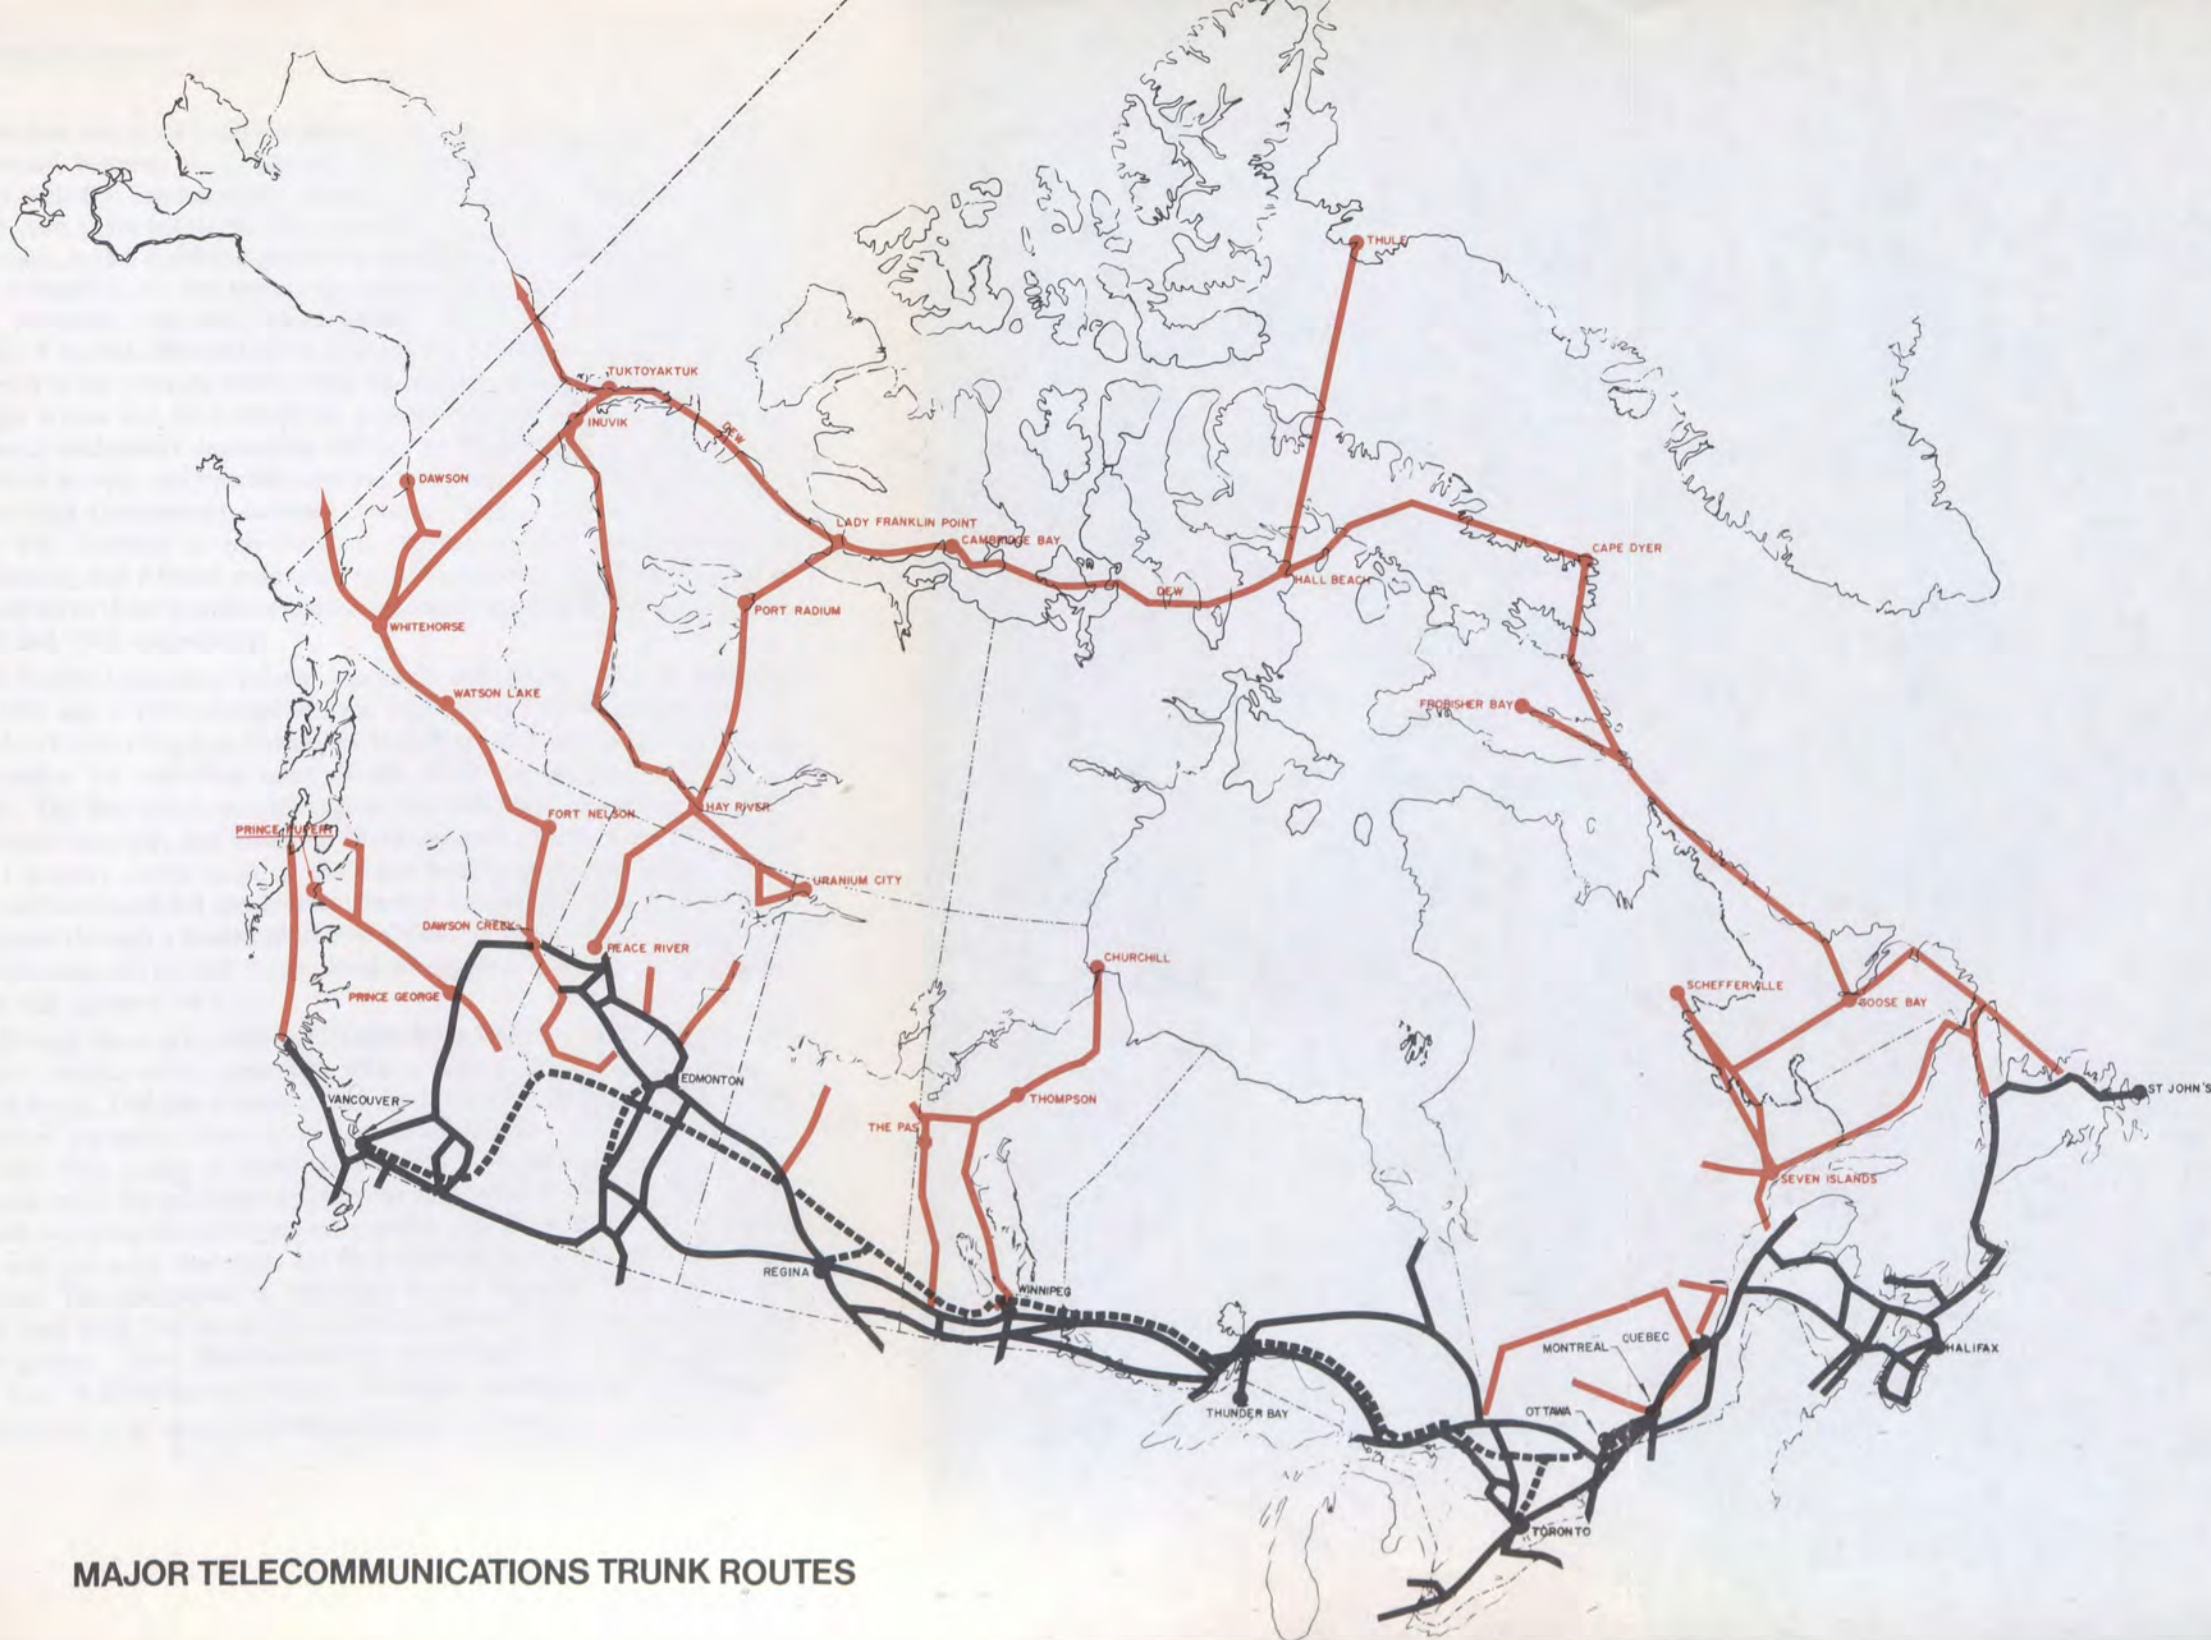 THULE
TUKTOYAKTUK
INUVIK
DEW
DAWSON
LADY FRANKLIN POINT
CAMBRIDGE BAY
CAPE DYER
HALL BEACH
DEW
PORT RADIUM
WHITEHORSE
WATSON LAKE
FROBISHER BAY
HAY RIVER
FORT NELSON
PRINCE RUPERT
URANIUM CITY
DAWSON CREEK
PEACE RIVER
CHURCHILL
SCHEFFERVILLE
PRINCE GEORGE
GOOSE BAY
EDMONTON
ST JOHN'S
VANCOUVER
THOMPSON
THE PAS
SEVEN ISLANDS
REGINA
WINNIPEG
QUEBEC
MONTREAL
HALIFAX
THUNDER BAY
OTTAWA
TORONTO
MAJOR TELECOMMUNICATIONS TRUNK ROUTES